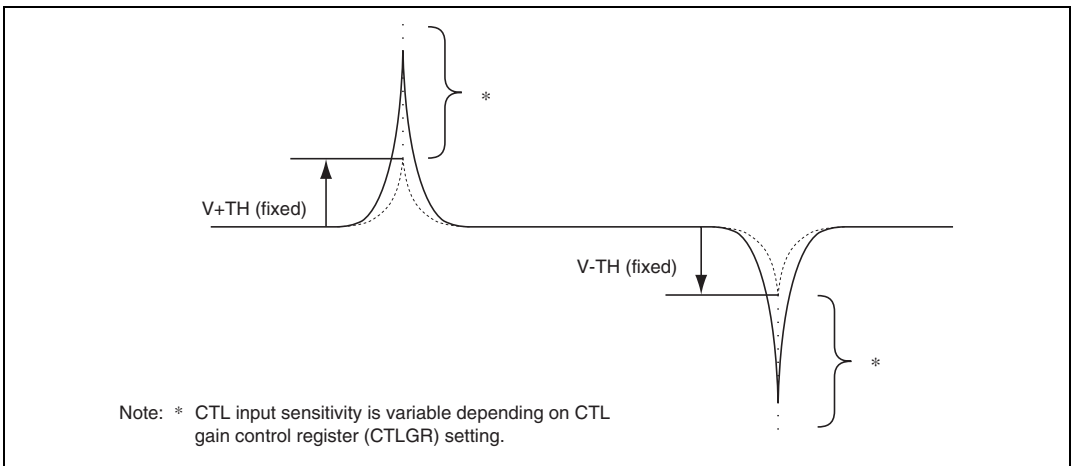 *
V+TH (fixed)
V-TH (fixed)
*
Note: * CTL input sensitivity is variable depending on CTL
gain control register (CTLGR) setting.